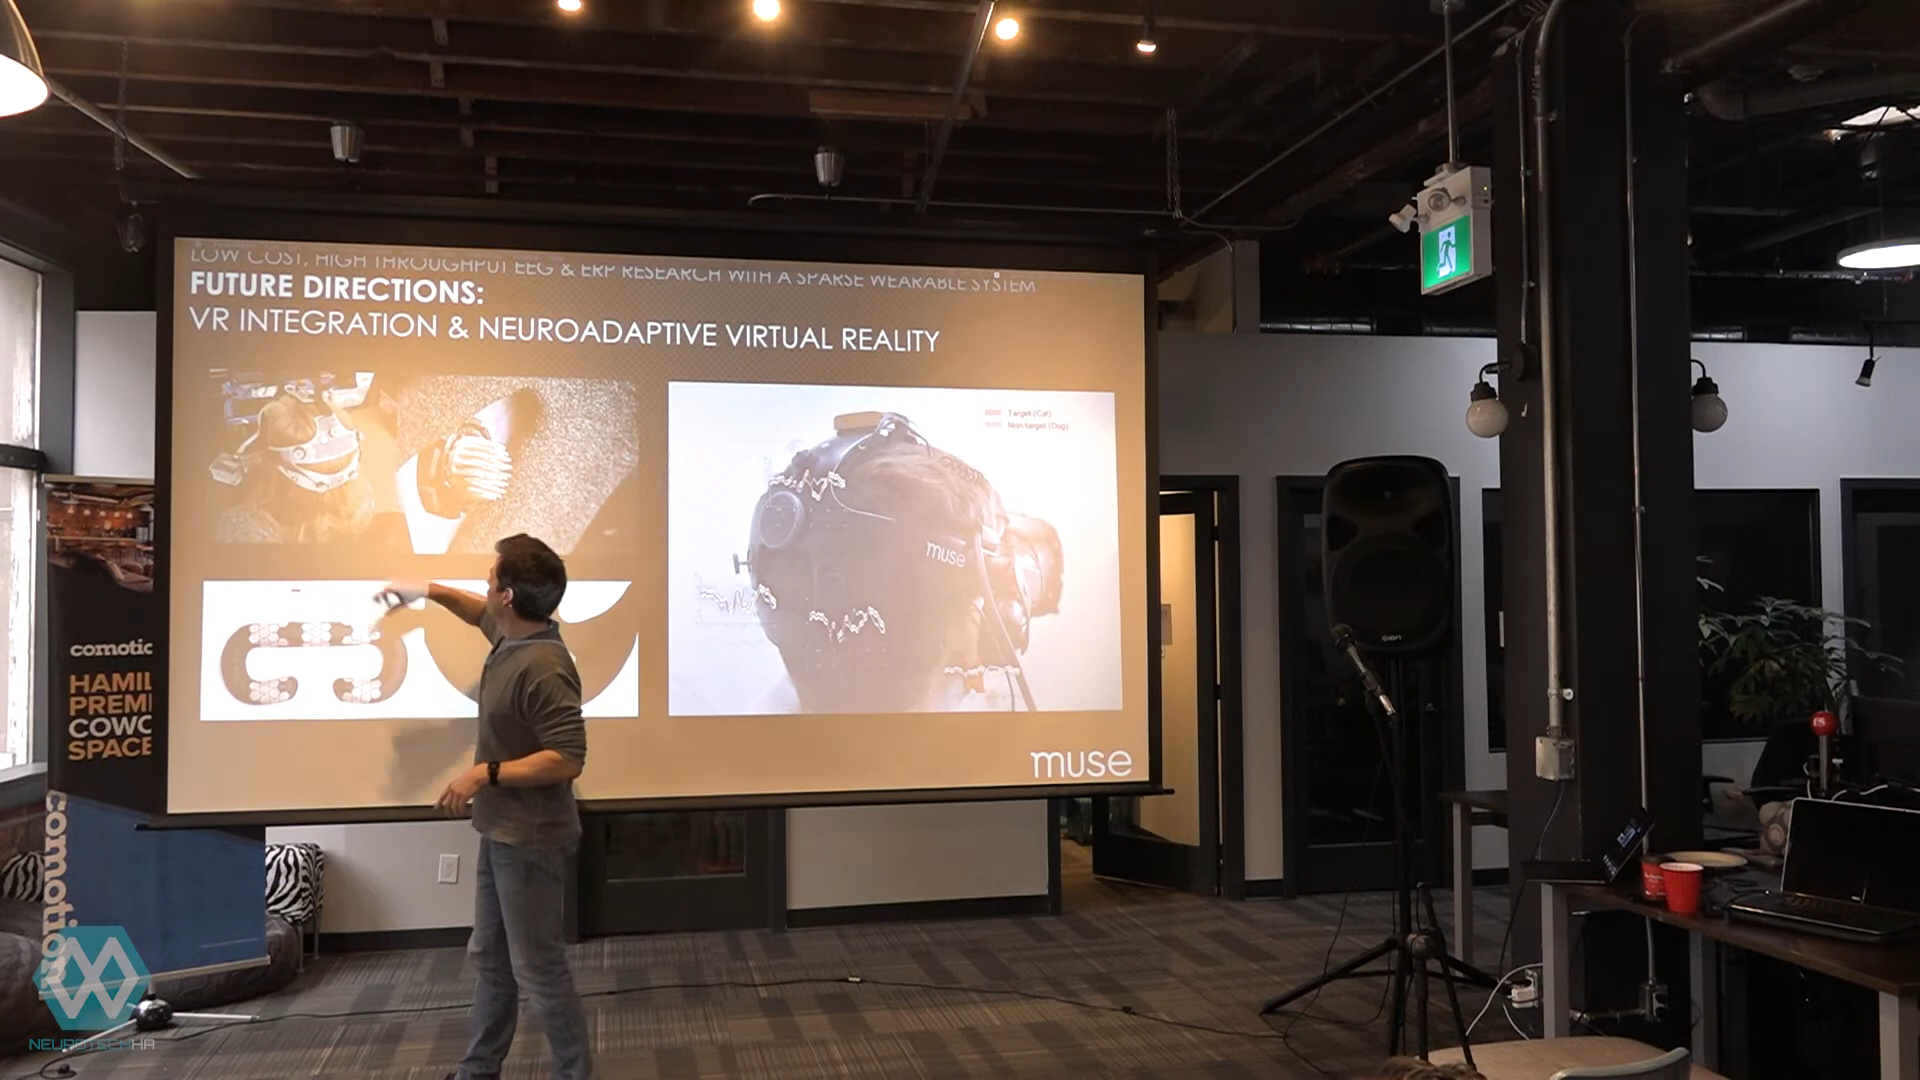 LOW COST, HIGH THROUGHPUT EEG & ERP RESEARCH WITH A SPARSE WEARABLE SYSTEM
FUTURE DIRECTIONS:
VR INTEGRATION & NEUROADAPTIVE VIRTUAL REALITY
Target (Cat)
Non-target (Dog)
muse
muse
comotio
HAMIL
PREMI
COWO
SPACE
comotion
NEUROTECHHA